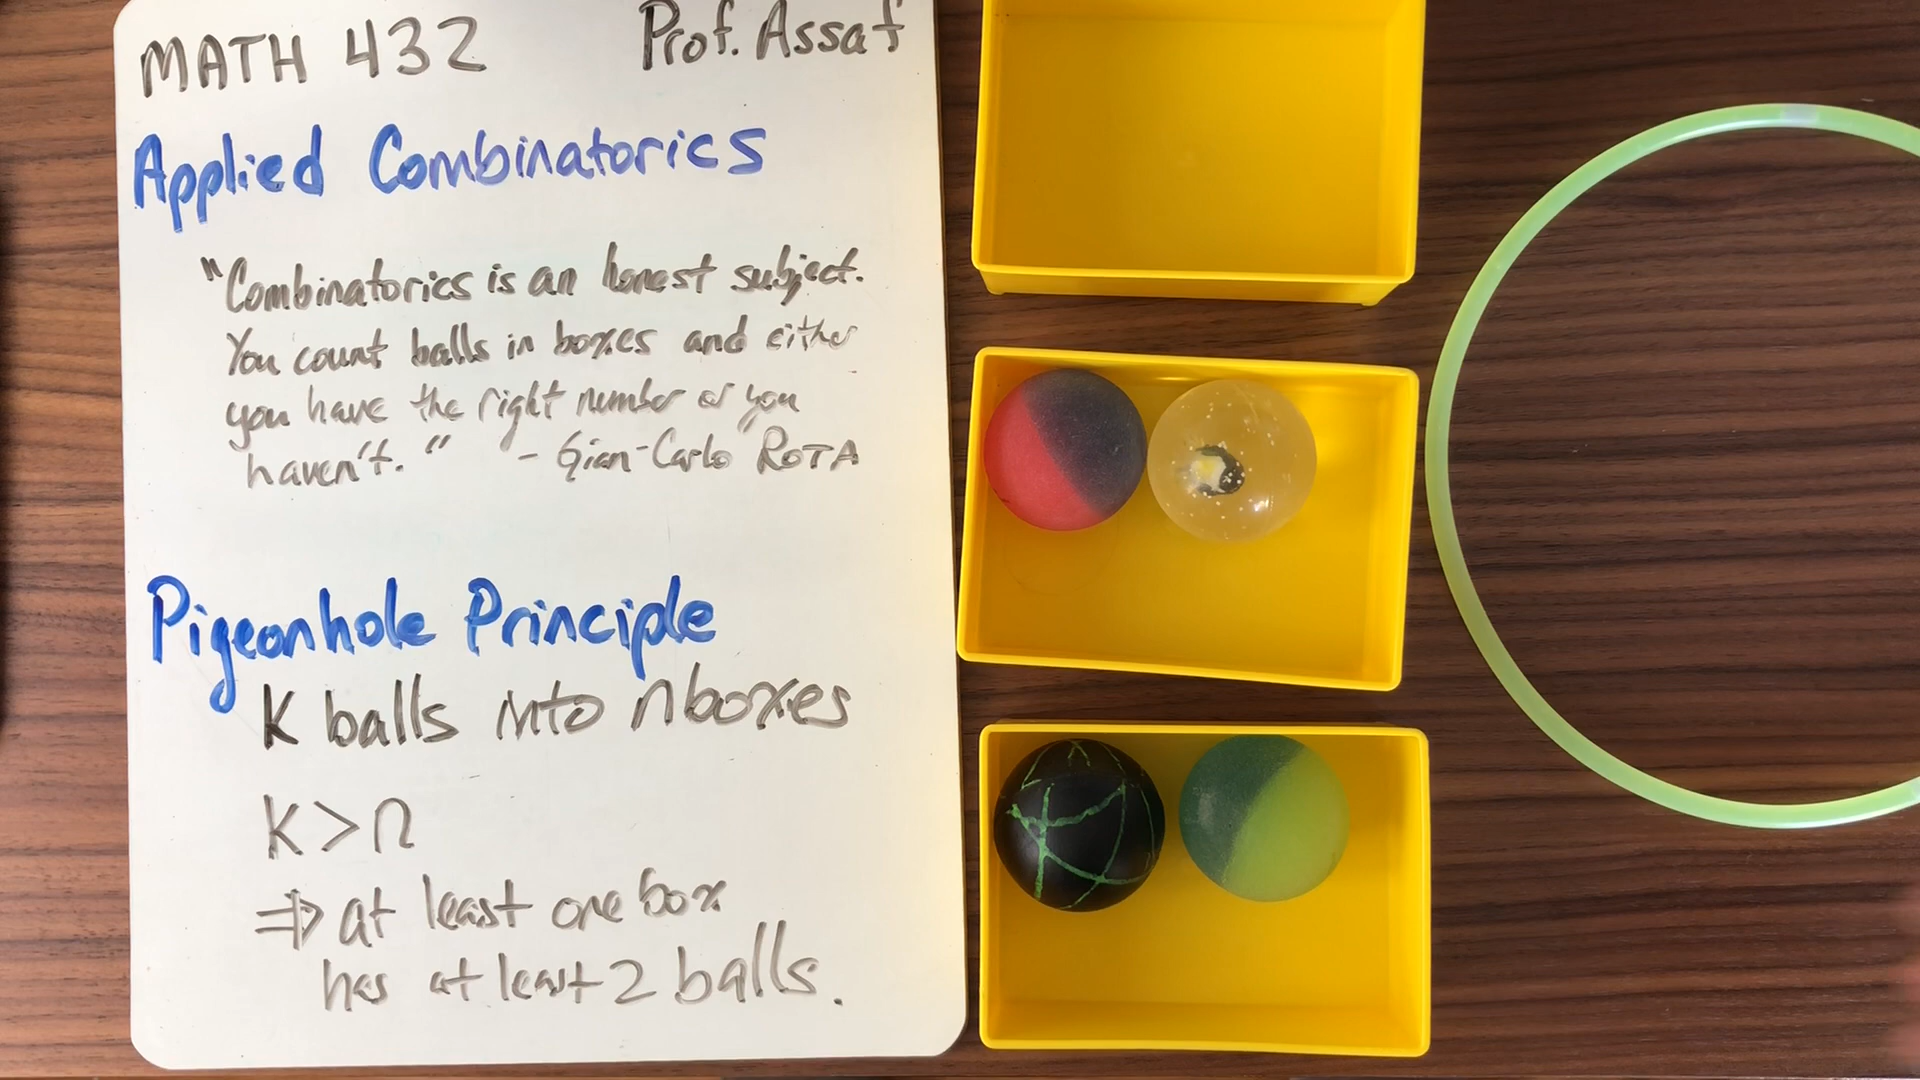 MATH 432 Prof. Assaf
Applied Combinatorics
"Combinatorics is an honest subject.
You count balls in boxes and either
you have the right number or you
haven't." - Gian-Carlo ROTA
Pigeonhole Principle
K balls into n boxes
K > n
⇒ at least one box
has at least 2 balls.